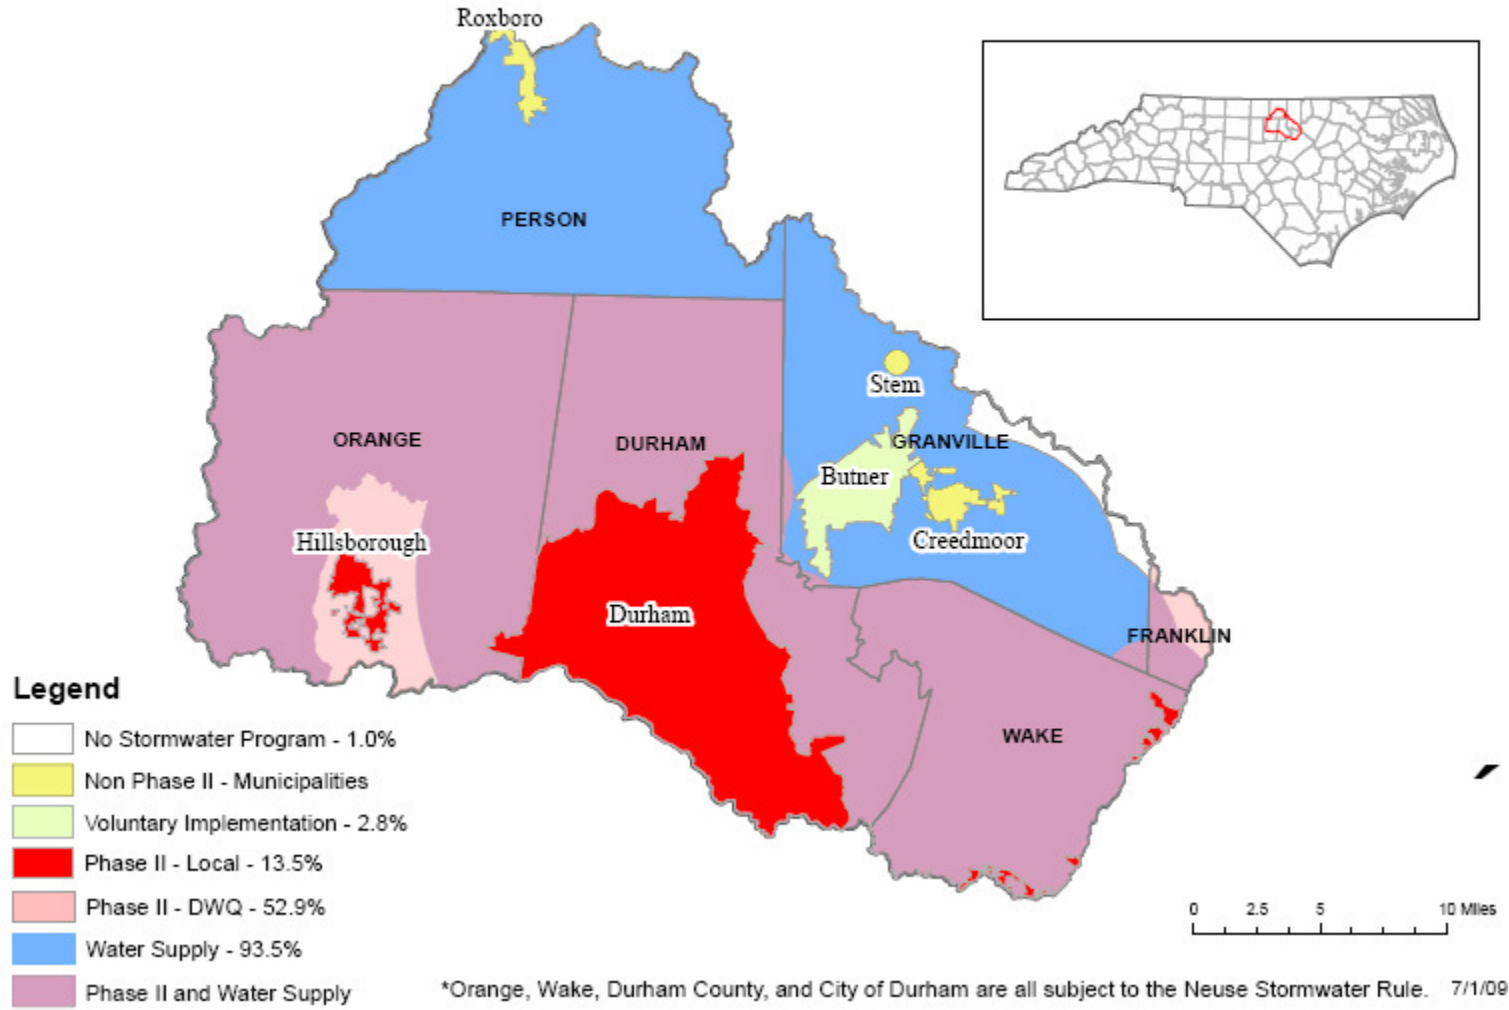 Roxboro
PERSON
Stem
ORANGE
DURHAM
GRANVILLE
Butner
Hillsborough
Creedmoor
Durham
FRANKLIN
WAKE
Legend
No Stormwater Program - 1.0%
Non Phase II - Municipalities
Voluntary Implementation - 2.8%
Phase II - Local - 13.5%
Phase II - DWQ - 52.9%
Water Supply - 93.5%
Phase II and Water Supply
0 2.5 5 10 Miles
*Orange, Wake, Durham County, and City of Durham are all subject to the Neuse Stormwater Rule. 7/1/09